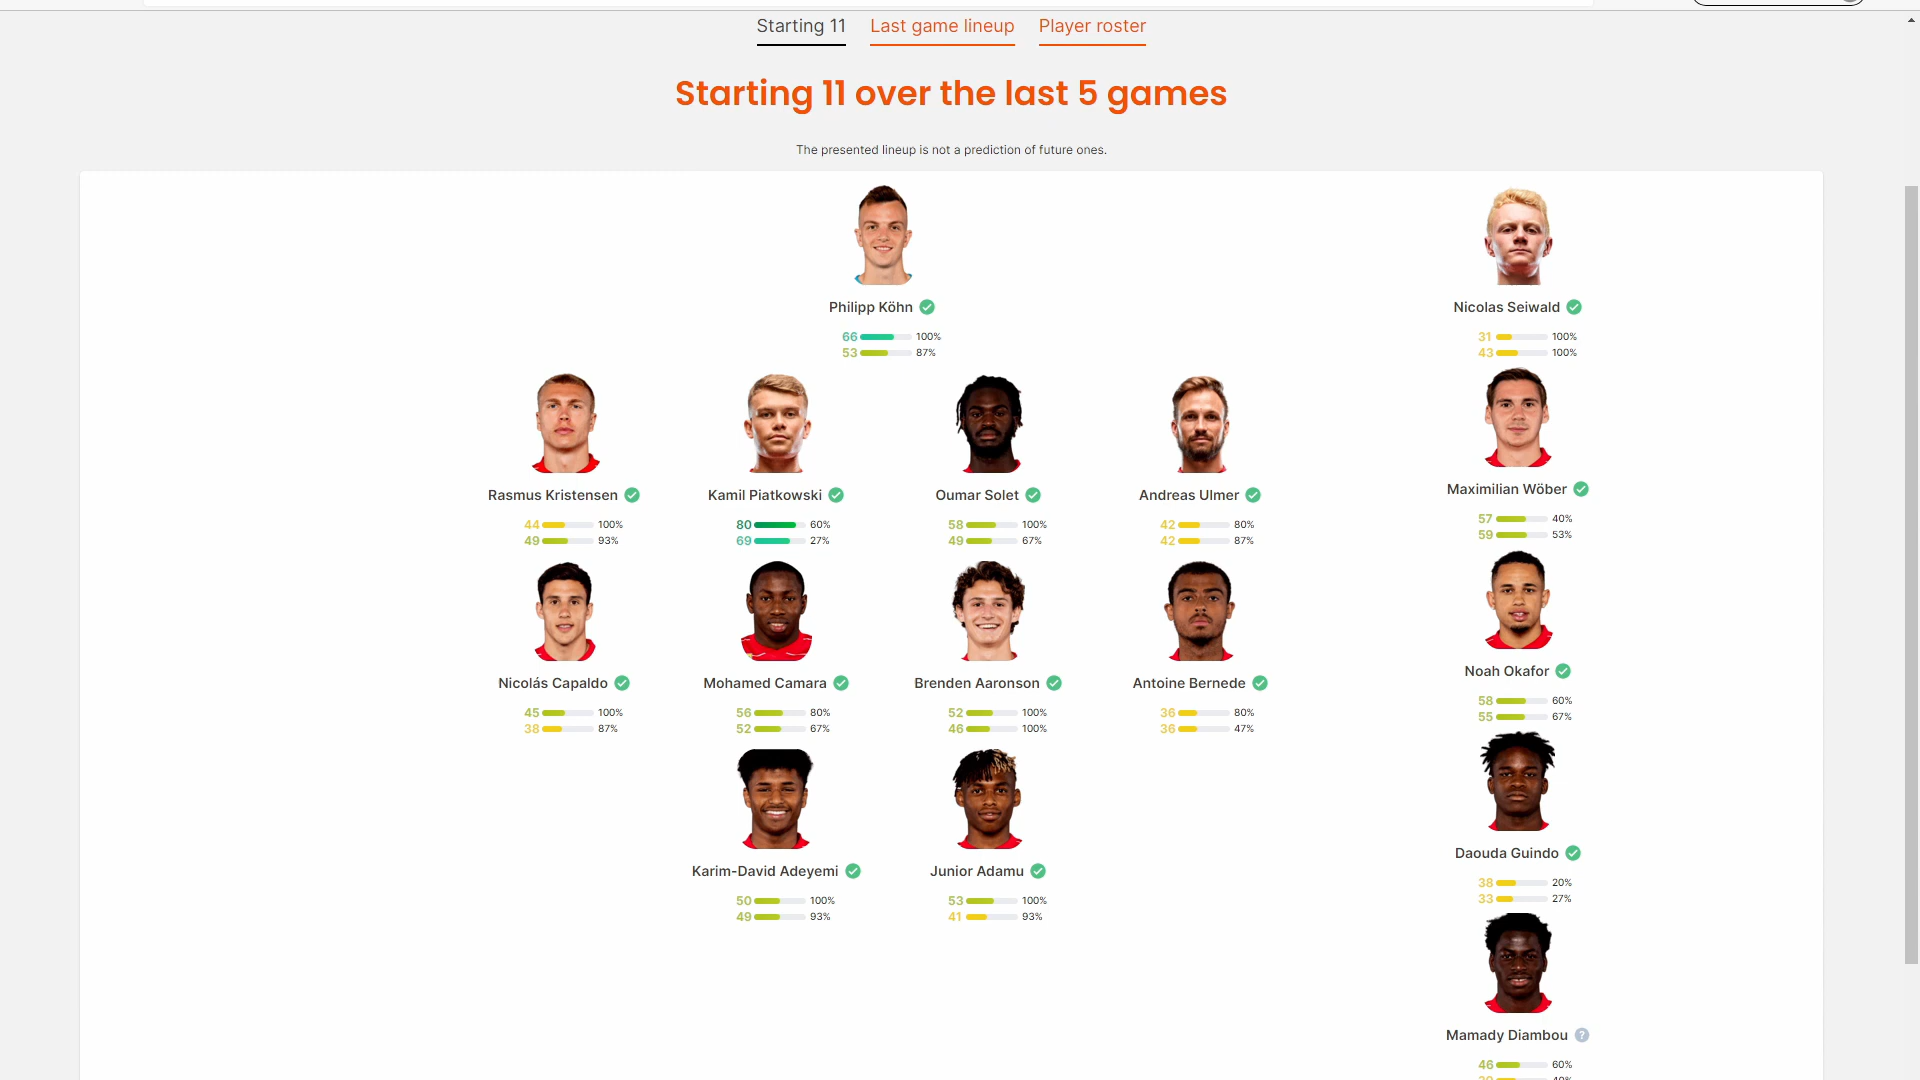 Starting 11 Last game lineup Player roster
Starting 11 over the last 5 games
The presented lineup is not a prediction of future ones.
Philipp Köhn
66 100%
53 87%
Rasmus Kristensen
44 100%
49 93%
Kamil Piatkowski
80 60%
69 27%
Oumar Solet
58 100%
49 67%
Andreas Ulmer
42 80%
42 87%
Nicolás Capaldo
45 100%
38 87%
Mohamed Camara
56 80%
52 67%
Brenden Aaronson
52 100%
46 100%
Antoine Bernede
36 80%
36 47%
Karim-David Adeyemi
50 100%
49 93%
Junior Adamu
53 100%
41 93%
Nicolas Seiwald
31 100%
43 100%
Maximilian Wöber
57 40%
59 53%
Noah Okafor
58 60%
55 67%
Daouda Guindo
38 20%
33 27%
Mamady Diambou ?
46 60%